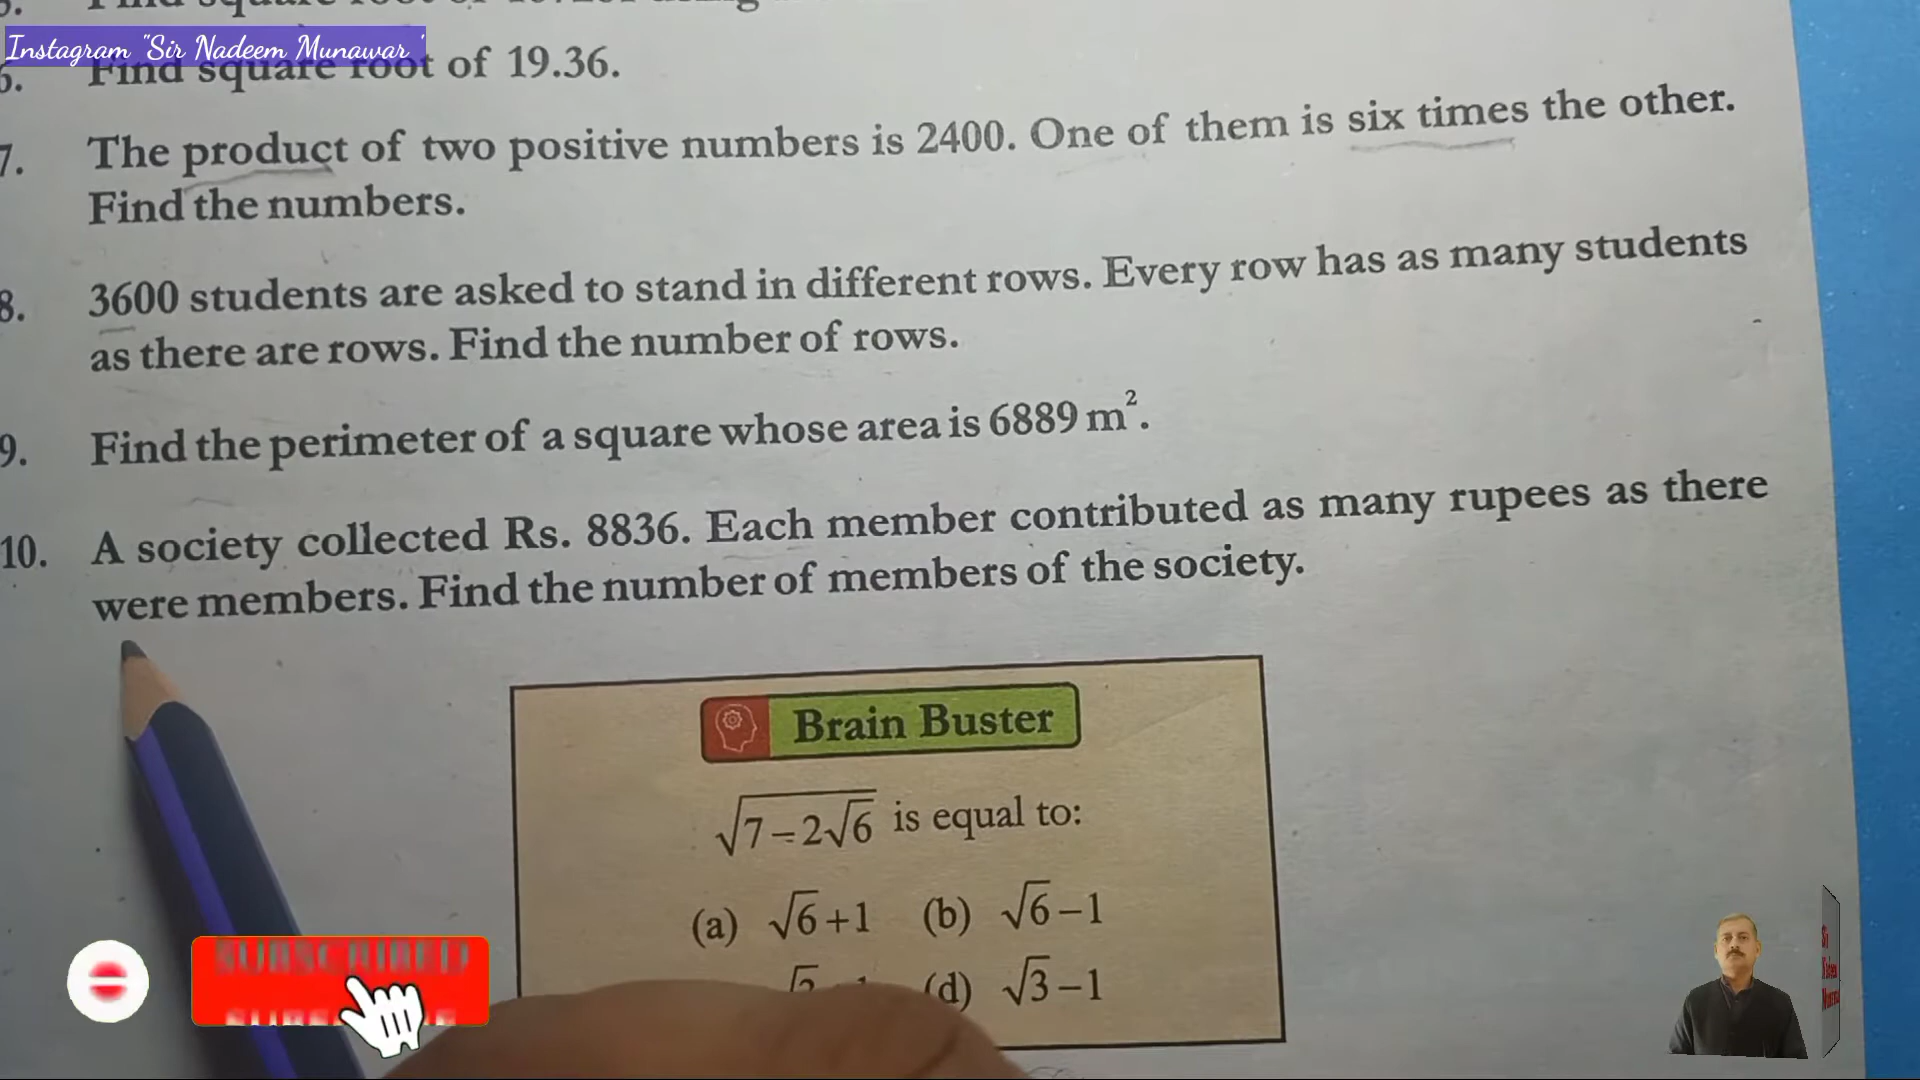 Instagram "Sir Nadeem Munawar"
Find square root of 19.36.
7. The product of two positive numbers is 2400. One of them is six times the other.
Find the numbers.
8. 3600 students are asked to stand in different rows. Every row has as many students
as there are rows. Find the number of rows.
9. Find the perimeter of a square whose area is 6889 m².
10. A society collected Rs. 8836. Each member contributed as many rupees as there
were members. Find the number of members of the society.
Brain Buster
√7-2√6 is equal to:
(a) √6+1 (b) √6-1
(d) √3-1
SUBSCRIBED
Sir